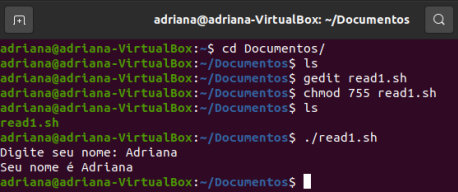 adriana@adriana-VirtualBox: ~/Documentos
adriana@adriana-VirtualBox:~$ cd Documentos/
adriana@adriana-VirtualBox:~/Documentos$ ls
adriana@adriana-VirtualBox:~/Documentos$ gedit read1.sh
adriana@adriana-VirtualBox:~/Documentos$ chmod 755 read1.sh
adriana@adriana-VirtualBox:~/Documentos$ ls
read1.sh
adriana@adriana-VirtualBox:~/Documentos$ ./read1.sh
Digite seu nome: Adriana
Seu nome é Adriana
adriana@adriana-VirtualBox:~/Documentos$